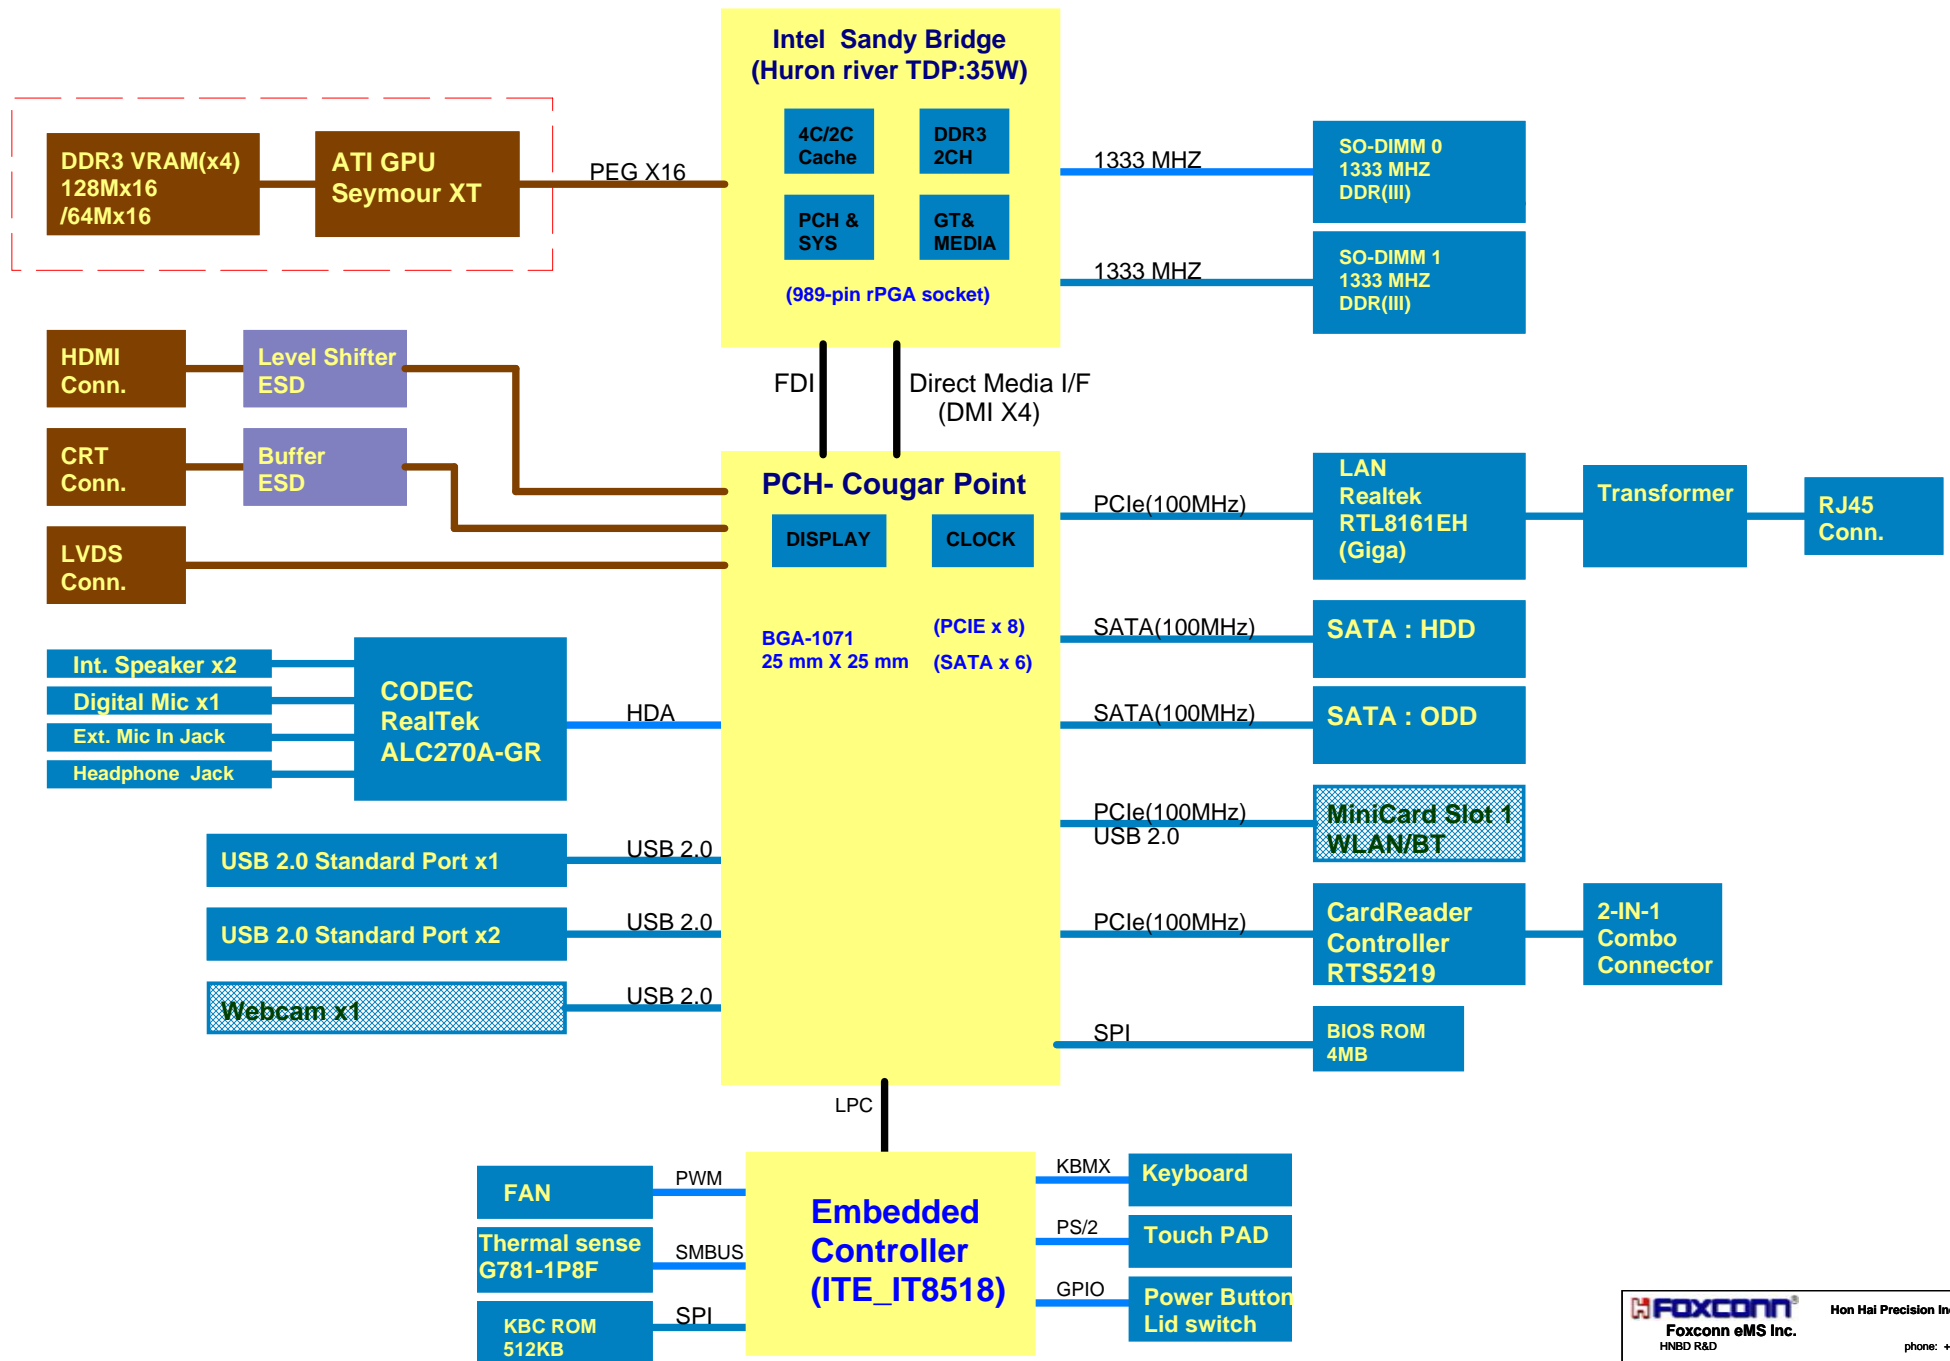 Intel  Sandy Bridge
(Huron river TDP:35W)
4C/2C
Cache
DDR3
2CH
PCH &
SYS
GT&
MEDIA
(989-pin rPGA socket)
DDR3 VRAM(x4)
128Mx16
/64Mx16
ATI GPU
Seymour XT
PEG X16
1333 MHZ
SO-DIMM 0
1333 MHZ
DDR(III)
1333 MHZ
SO-DIMM 1
1333 MHZ
DDR(III)
HDMI
Conn.
Level Shifter
ESD
FDI
Direct Media I/F
(DMI X4)
CRT
Conn.
Buffer
ESD
LVDS
Conn.
PCH- Cougar Point
DISPLAY
CLOCK
BGA-1071
25 mm X 25 mm
(PCIE x 8)
(SATA x 6)
PCIe(100MHz)
LAN
Realtek
RTL8161EH
(Giga)
Transformer
RJ45
Conn.
SATA(100MHz)
SATA : HDD
SATA(100MHz)
SATA : ODD
Int. Speaker x2
Digital Mic x1
Ext. Mic In Jack
Headphone  Jack
CODEC
RealTek
ALC270A-GR
HDA
PCIe(100MHz)
USB 2.0
MiniCard Slot 1
WLAN/BT
USB 2.0 Standard Port x1
USB 2.0
USB 2.0 Standard Port x2
USB 2.0
Webcam x1
USB 2.0
PCIe(100MHz)
CardReader
Controller
RTS5219
2-IN-1
Combo
Connector
SPI
BIOS ROM
4MB
LPC
FAN
PWM
Thermal sense
G781-1P8F
SMBUS
KBC ROM
512KB
SPI
Embedded
Controller
(ITE_IT8518)
KBMX
Keyboard
PS/2
Touch PAD
GPIO
Power Button
Lid switch
FOXCONN®
Hon Hai Precision
Foxconn eMS Inc.
HNBD R&D
phone: +